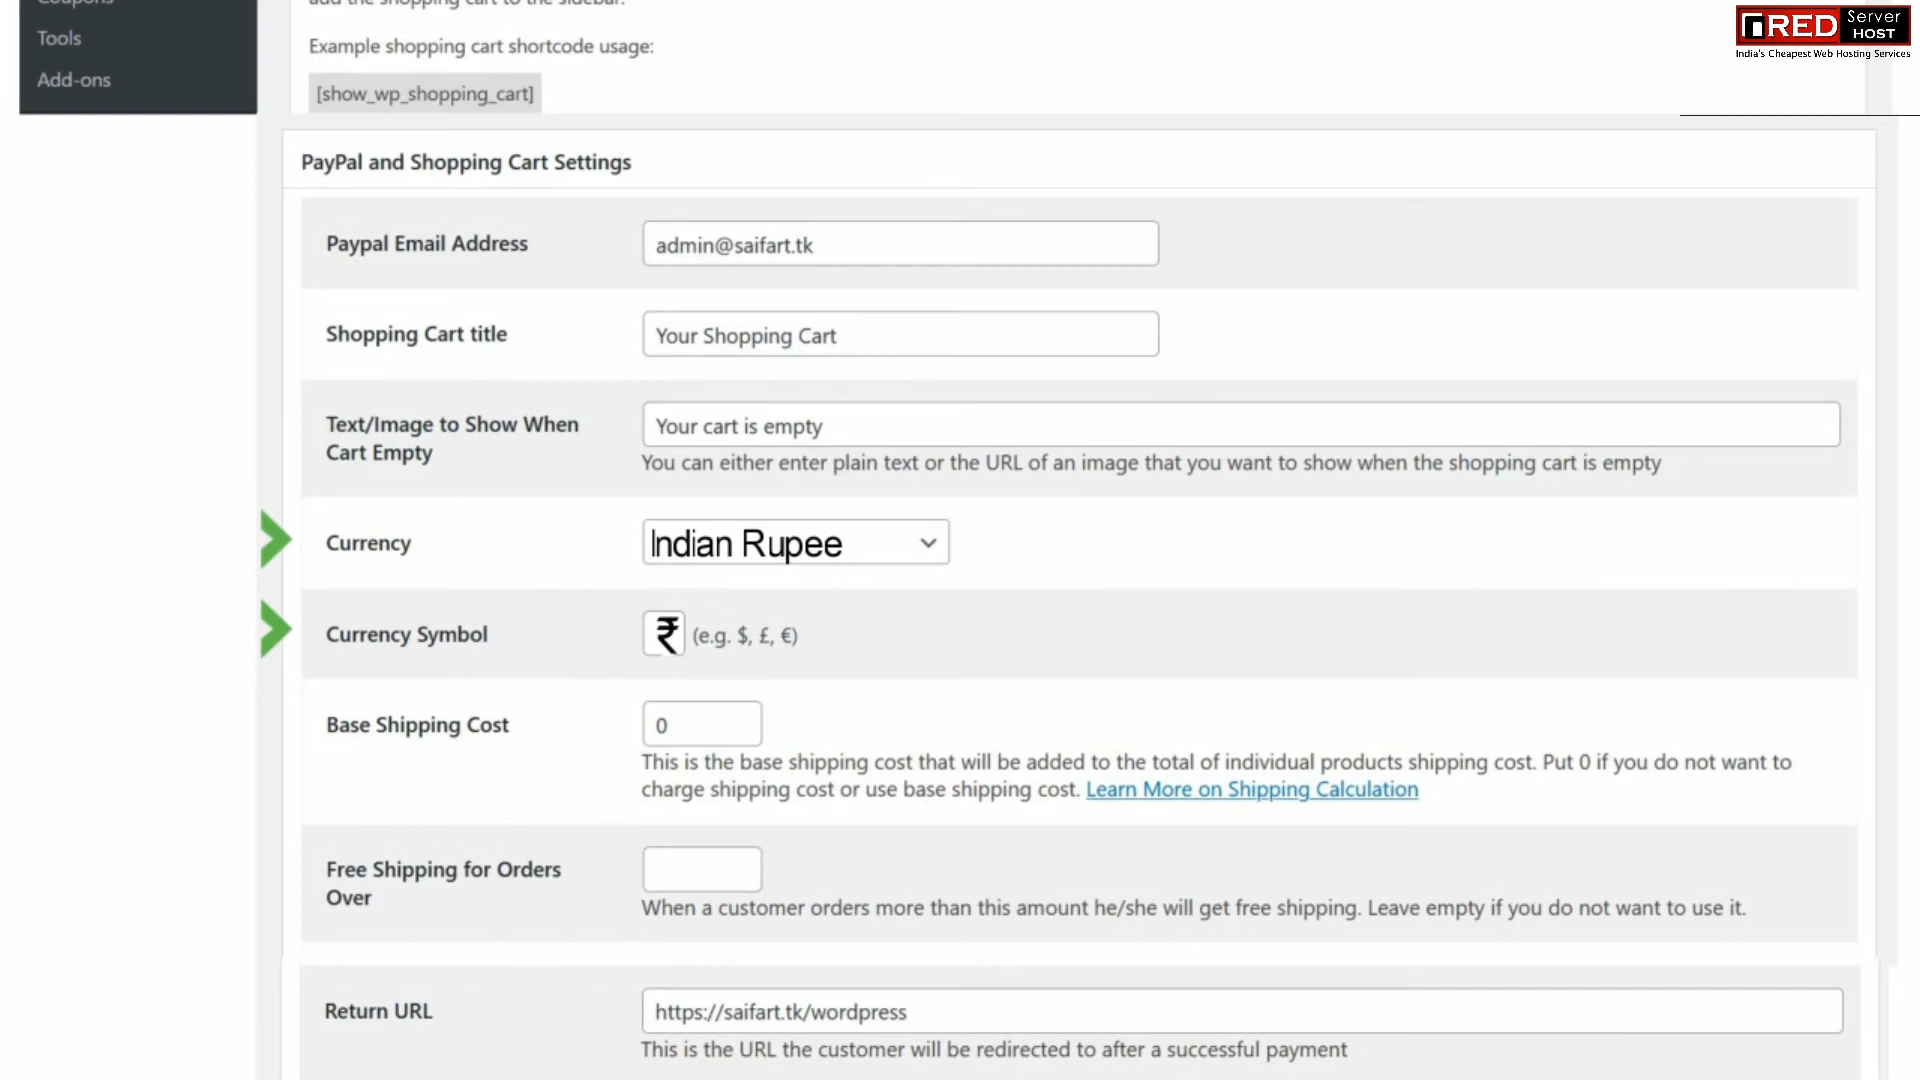 Coupons
Tools
Add-ons
add the shopping cart to the sidebar.
Example shopping cart shortcode usage:
[show_wp_shopping_cart]
RED Server HOST
India's Cheapest Web Hosting Services
PayPal and Shopping Cart Settings
Paypal Email Address
admin@saifart.tk
Shopping Cart title
Your Shopping Cart
Text/Image to Show When
Cart Empty
Your cart is empty
You can either enter plain text or the URL of an image that you want to show when the shopping cart is empty
Currency
Indian Rupee
Currency Symbol
₹ (e.g. $, £, €)
Base Shipping Cost
0
This is the base shipping cost that will be added to the total of individual products shipping cost. Put 0 if you do not want to
charge shipping cost or use base shipping cost. Learn More on Shipping Calculation
Free Shipping for Orders
Over
When a customer orders more than this amount he/she will get free shipping. Leave empty if you do not want to use it.
Return URL
https://saifart.tk/wordpress
This is the URL the customer will be redirected to after a successful payment